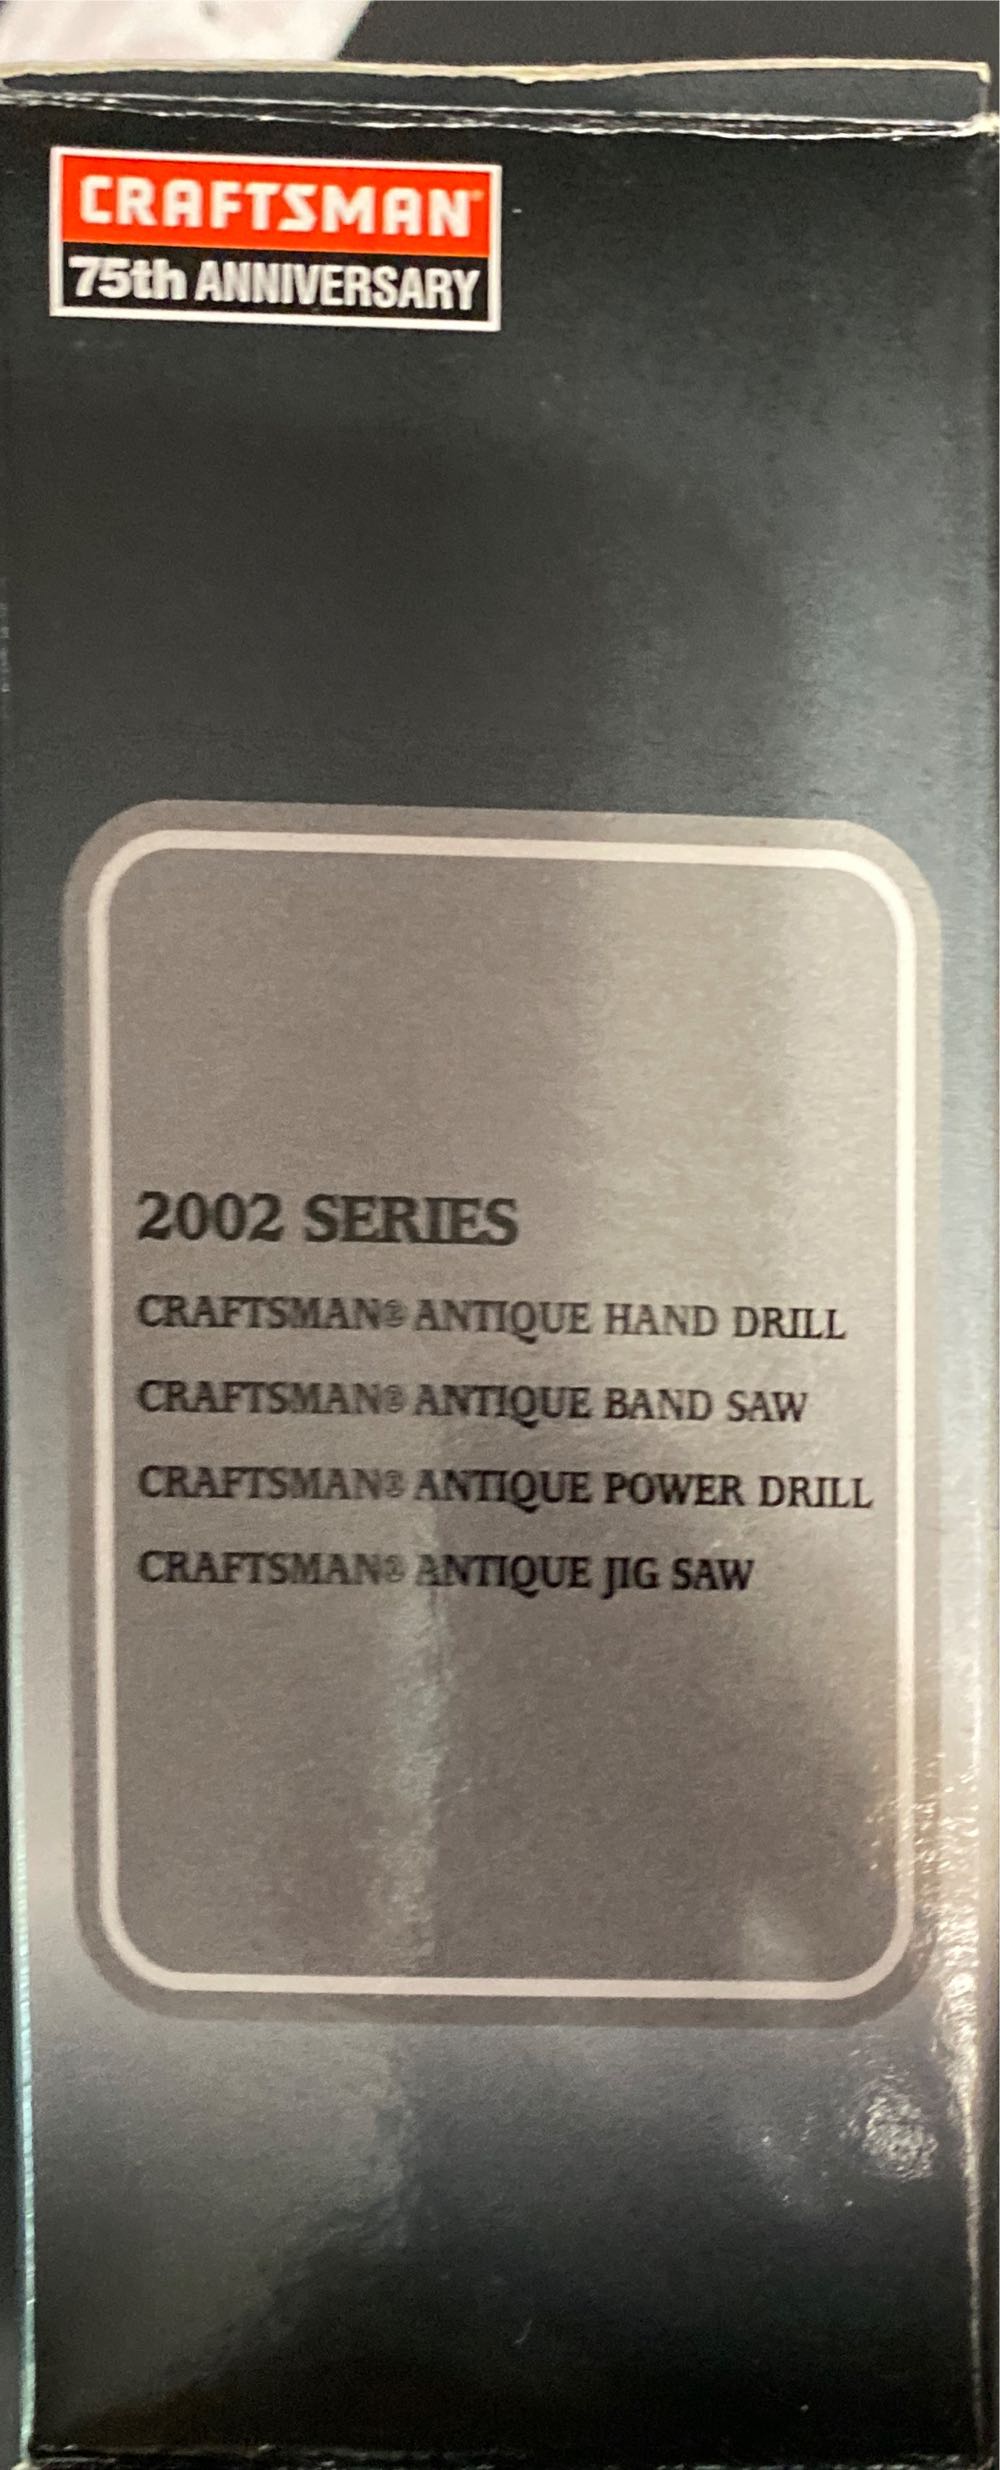 CRAFTSMAN®
75th ANNIVERSARY
2002 SERIES
CRAFTSMAN® ANTIQUE HAND DRILL
CRAFTSMAN® ANTIQUE BAND SAW
CRAFTSMAN® ANTIQUE POWER DRILL
CRAFTSMAN® ANTIQUE JIG SAW